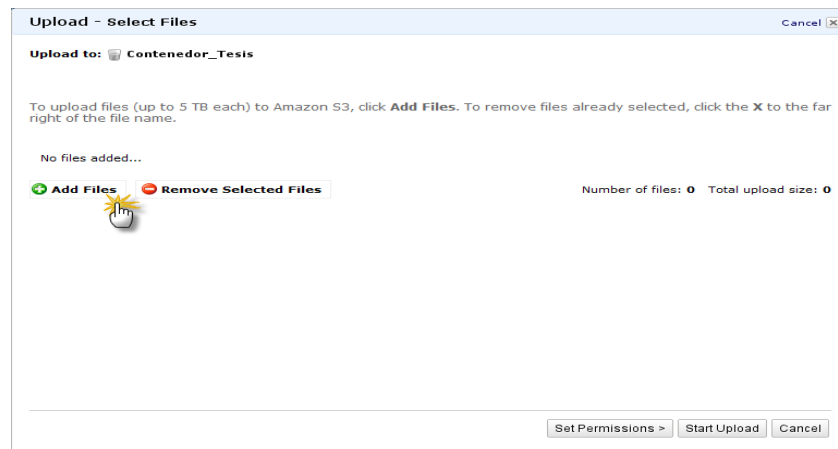 Upload - Select Files
Cancel
Upload to: Contenedor_Tesis
To upload files (up to 5 TB each) to Amazon S3, click Add Files. To remove files already selected, click the X to the far
right of the file name.
No files added...
Add Files Remove Selected Files Number of files: 0 Total upload size: 0
Set Permissions > Start Upload Cancel